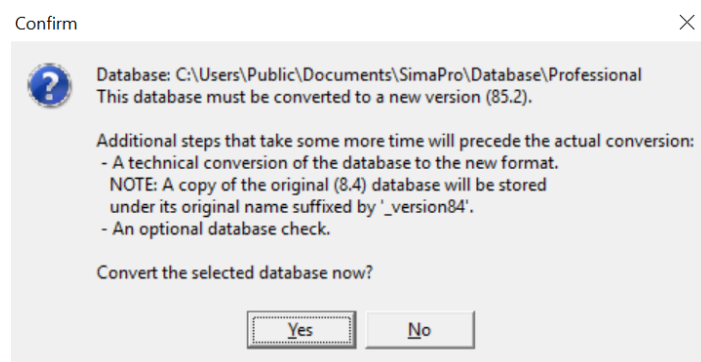 Confirm
Database: C:\Users\Public\Documents\SimaPro\Database\Professional
This database must be converted to a new version (85.2).
Additional steps that take some more time will precede the actual conversion:
- A technical conversion of the database to the new format.
NOTE: A copy of the original (8.4) database will be stored
under its original name suffixed by '_version84'.
- An optional database check.
Convert the selected database now?
Yes No